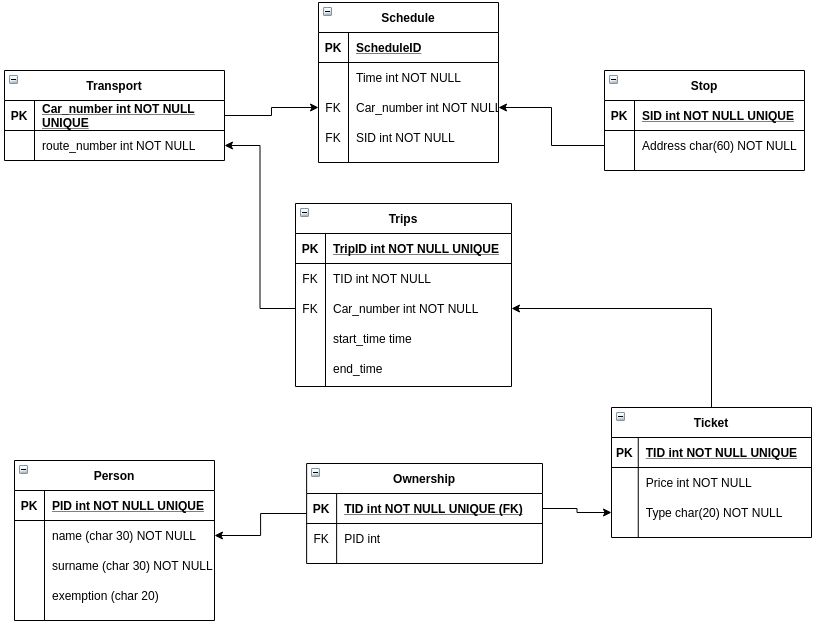 Schedule
PK ScheduleID
Time int NOT NULL
FK Car_number int NOT NULL
FK SID int NOT NULL
Transport
PK Car_number int NOT NULL
UNIQUE
route_number int NOT NULL
Stop
PK SID int NOT NULL UNIQUE
Address char(60) NOT NULL
Trips
PK TripID int NOT NULL UNIQUE
FK TID int NOT NULL
FK Car_number int NOT NULL
start_time time
end_time
Ticket
PK TID int NOT NULL UNIQUE
Price int NOT NULL
Type char(20) NOT NULL
Person
PK PID int NOT NULL UNIQUE
name (char 30) NOT NULL
surname (char 30) NOT NULL
exemption (char 20)
Ownership
PK TID int NOT NULL UNIQUE (FK)
FK PID int